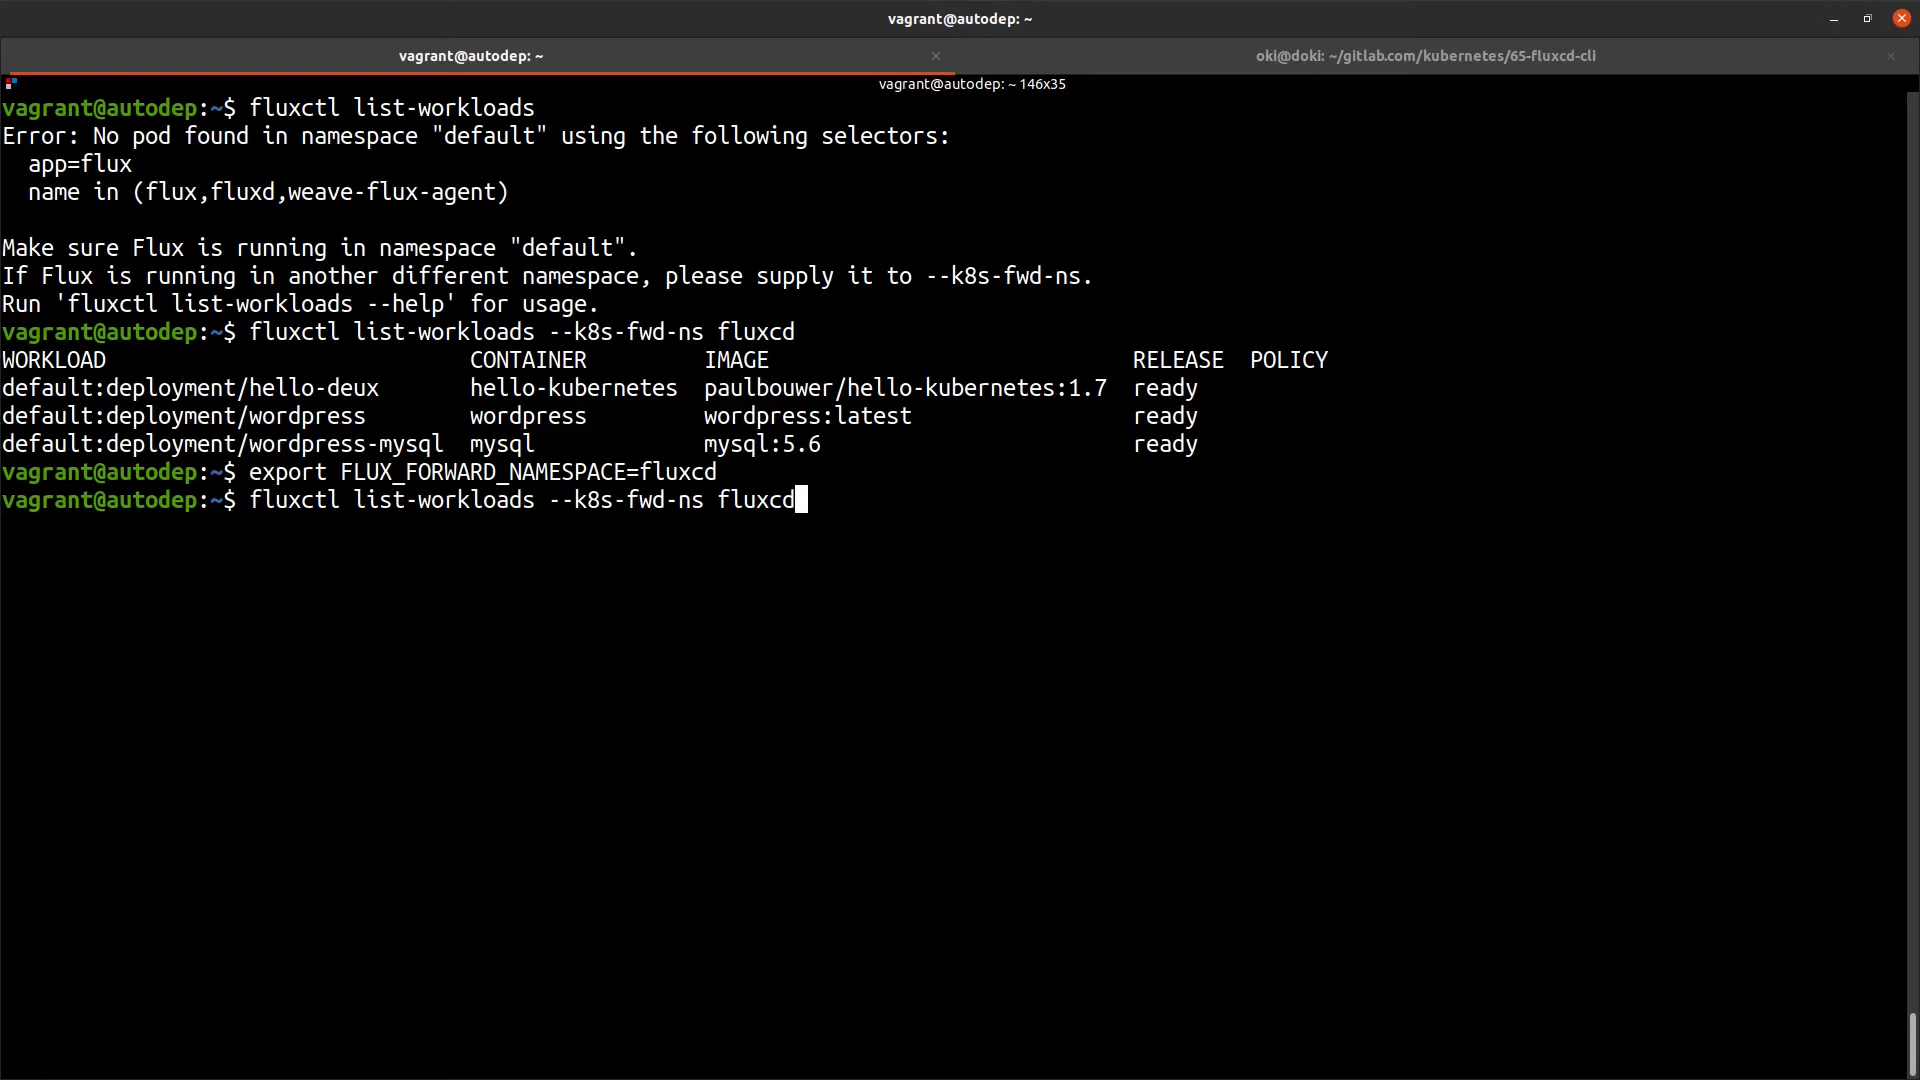 vagrant@autodep: ~
vagrant@autodep: ~
oki@doki: ~/gitlab.com/kubernetes/65-fluxcd-cli
vagrant@autodep: ~ 146x35
vagrant@autodep:~$ fluxctl list-workloads
Error: No pod found in namespace "default" using the following selectors:
  app=flux
  name in (flux,fluxd,weave-flux-agent)

Make sure Flux is running in namespace "default".
If Flux is running in another different namespace, please supply it to --k8s-fwd-ns.
Run 'fluxctl list-workloads --help' for usage.
vagrant@autodep:~$ fluxctl list-workloads --k8s-fwd-ns fluxcd
WORKLOAD                            CONTAINER         IMAGE                            RELEASE  POLICY
default:deployment/hello-deux       hello-kubernetes  paulbouwer/hello-kubernetes:1.7  ready
default:deployment/wordpress        wordpress         wordpress:latest                 ready
default:deployment/wordpress-mysql  mysql             mysql:5.6                        ready
vagrant@autodep:~$ export FLUX_FORWARD_NAMESPACE=fluxcd
vagrant@autodep:~$ fluxctl list-workloads --k8s-fwd-ns fluxcd